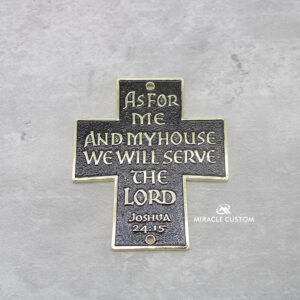 AS FOR
ME
AND MY HOUSE
WE WILL SERVE
THE
LORD
JOSHUA
24:15
MIRACLE CUSTOM